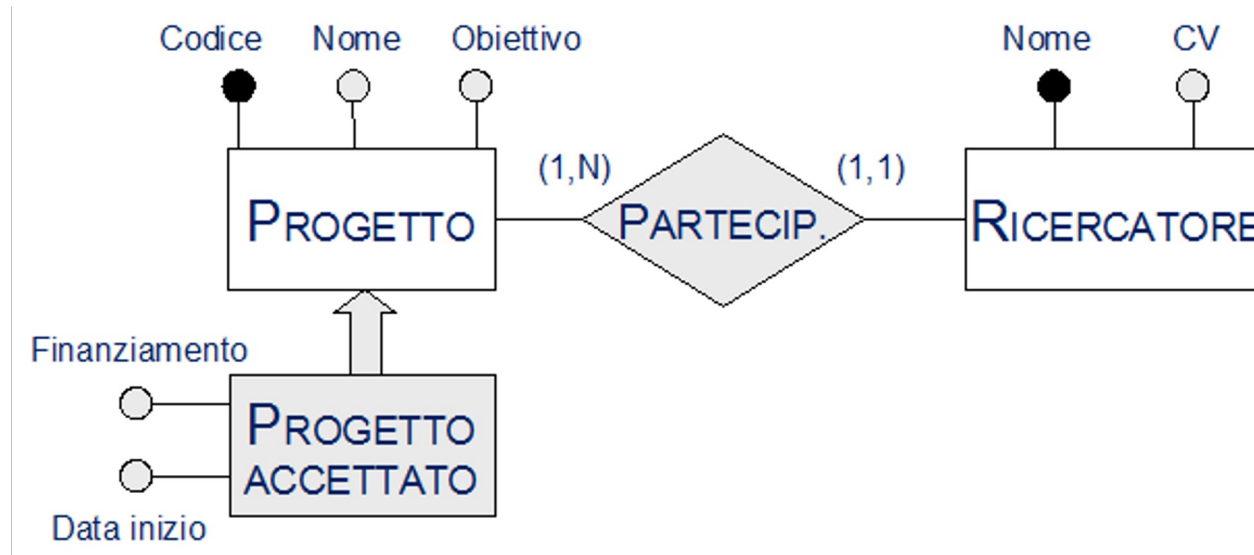 Codice Nome Obiettivo Nome CV
(1,N) (1,1)
PROGETTO PARTECIP. RICERCATORE
Finanziamento
PROGETTO
ACCETTATO
Data inizio